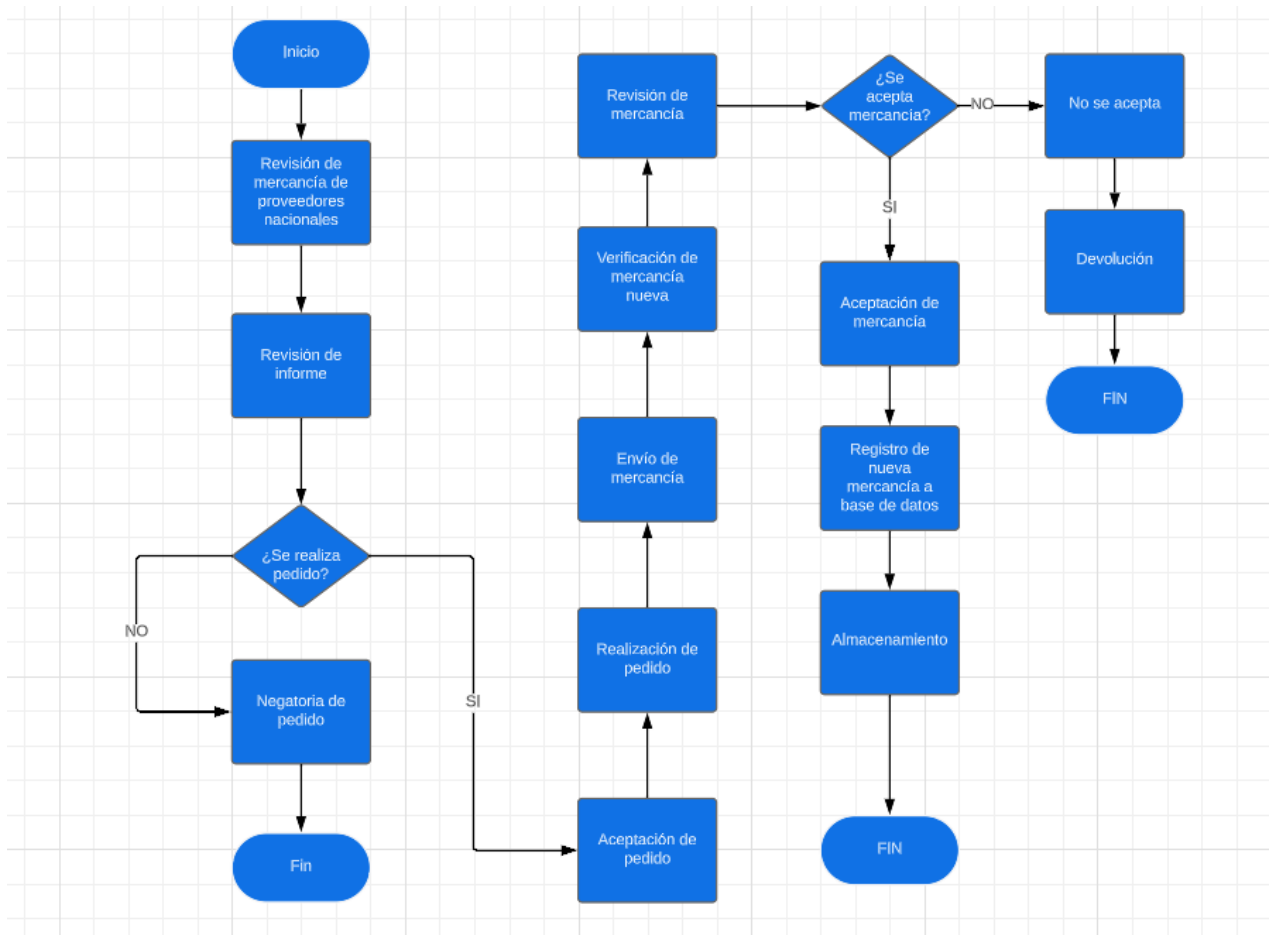 Inicio
Revisión de
mercancía de
proveedores
nacionales
Revisión de
informe
¿Se realiza
pedido?
NO
Negatoria de
pedido
Fin
SI
Aceptación de
pedido
Realización de
pedido
Envío de
mercancía
Verificación de
mercancía
nueva
Revisión de
mercancía
¿Se
acepta
mercancía?
NO
No se acepta
Devolución
FIN
SI
Aceptación de
mercancía
Registro de
nueva
mercancía a
base de datos
Almacenamiento
FIN